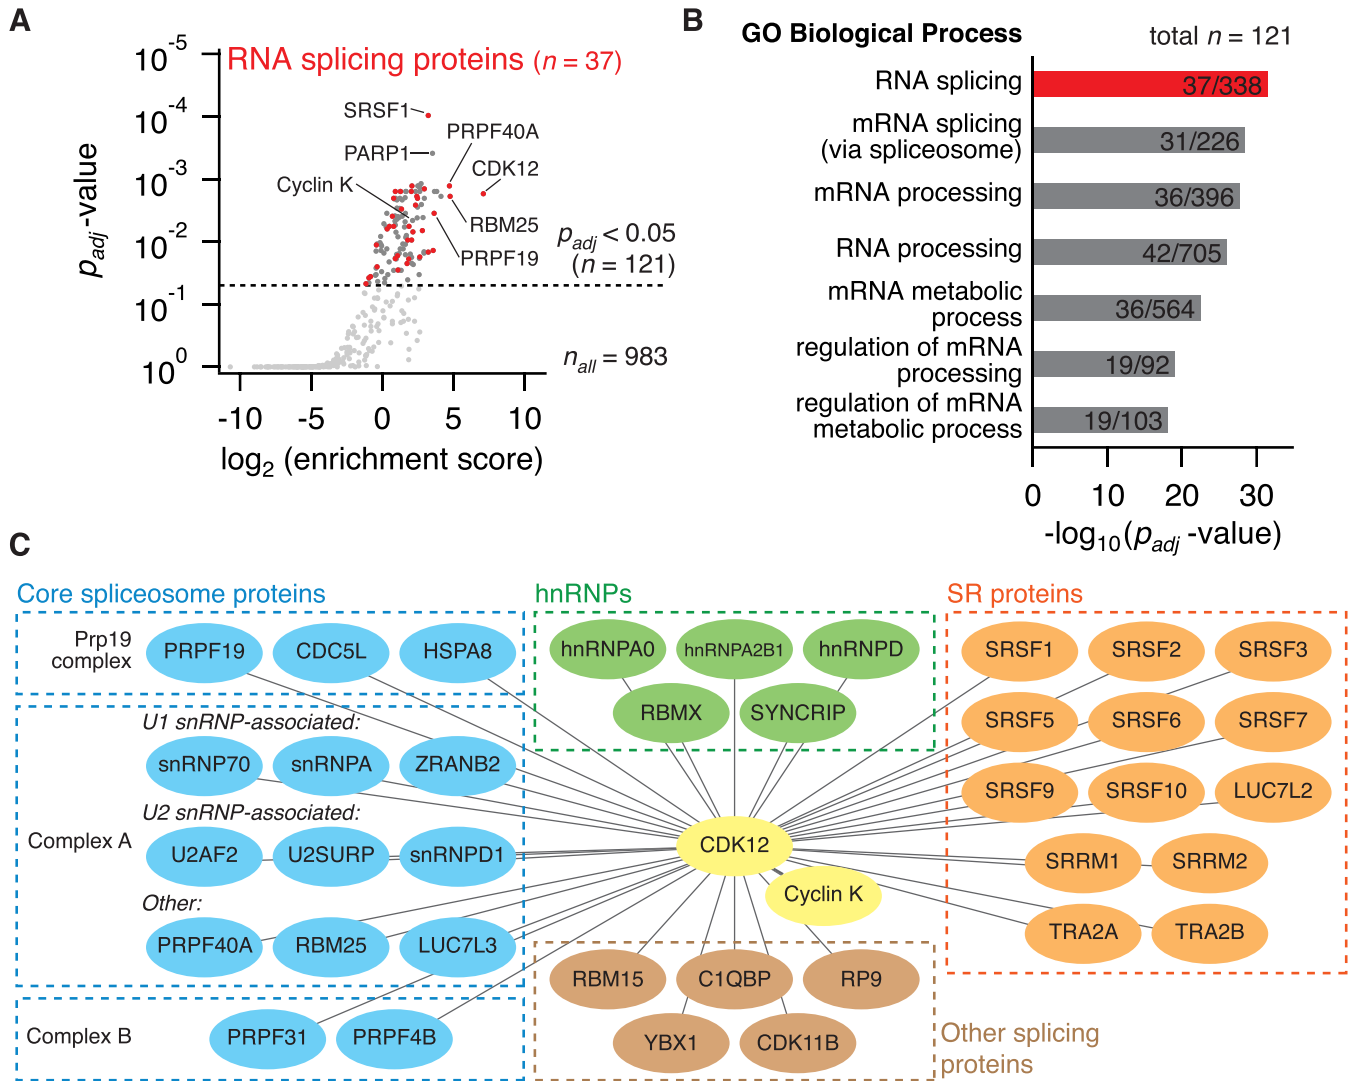 A
RNA splicing proteins (n = 37)
10-5
10-4
10-3
10-2
10-1
100
padj-value
SRSF1
PARP1
Cyclin K
PRPF40A
CDK12
RBM25
PRPF19
padj < 0.05
(n = 121)
nall = 983
-10 -5 0 5 10
log2 (enrichment score)
B
GO Biological Process
total n = 121
RNA splicing
37/338
mRNA splicing
(via spliceosome)
31/226
mRNA processing
36/396
RNA processing
42/705
mRNA metabolic
process
36/564
regulation of mRNA
processing
19/92
regulation of mRNA
metabolic process
19/103
0 10 20 30
-log10(padj-value)
C
Core spliceosome proteins
Prp19
complex
PRPF19 CDC5L HSPA8
U1 snRNP-associated:
snRNP70 snRNPA ZRANB2
U2 snRNP-associated:
Complex A
U2AF2 U2SURP snRNPD1
Other:
PRPF40A RBM25 LUC7L3
Complex B
PRPF31 PRPF4B
hnRNPs
hnRNPA0 hnRNPA2B1 hnRNPD
RBMX SYNCRIP
CDK12
Cyclin K
RBM15 C1QBP RP9
YBX1 CDK11B
Other splicing
proteins
SR proteins
SRSF1 SRSF2 SRSF3
SRSF5 SRSF6 SRSF7
SRSF9 SRSF10 LUC7L2
SRRM1 SRRM2
TRA2A TRA2B